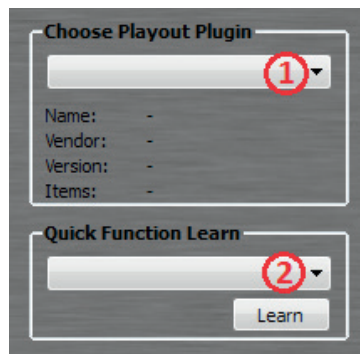 Choose Playout Plugin
1
Name: -
Vendor: -
Version: -
Items: -
Quick Function Learn
2
Learn